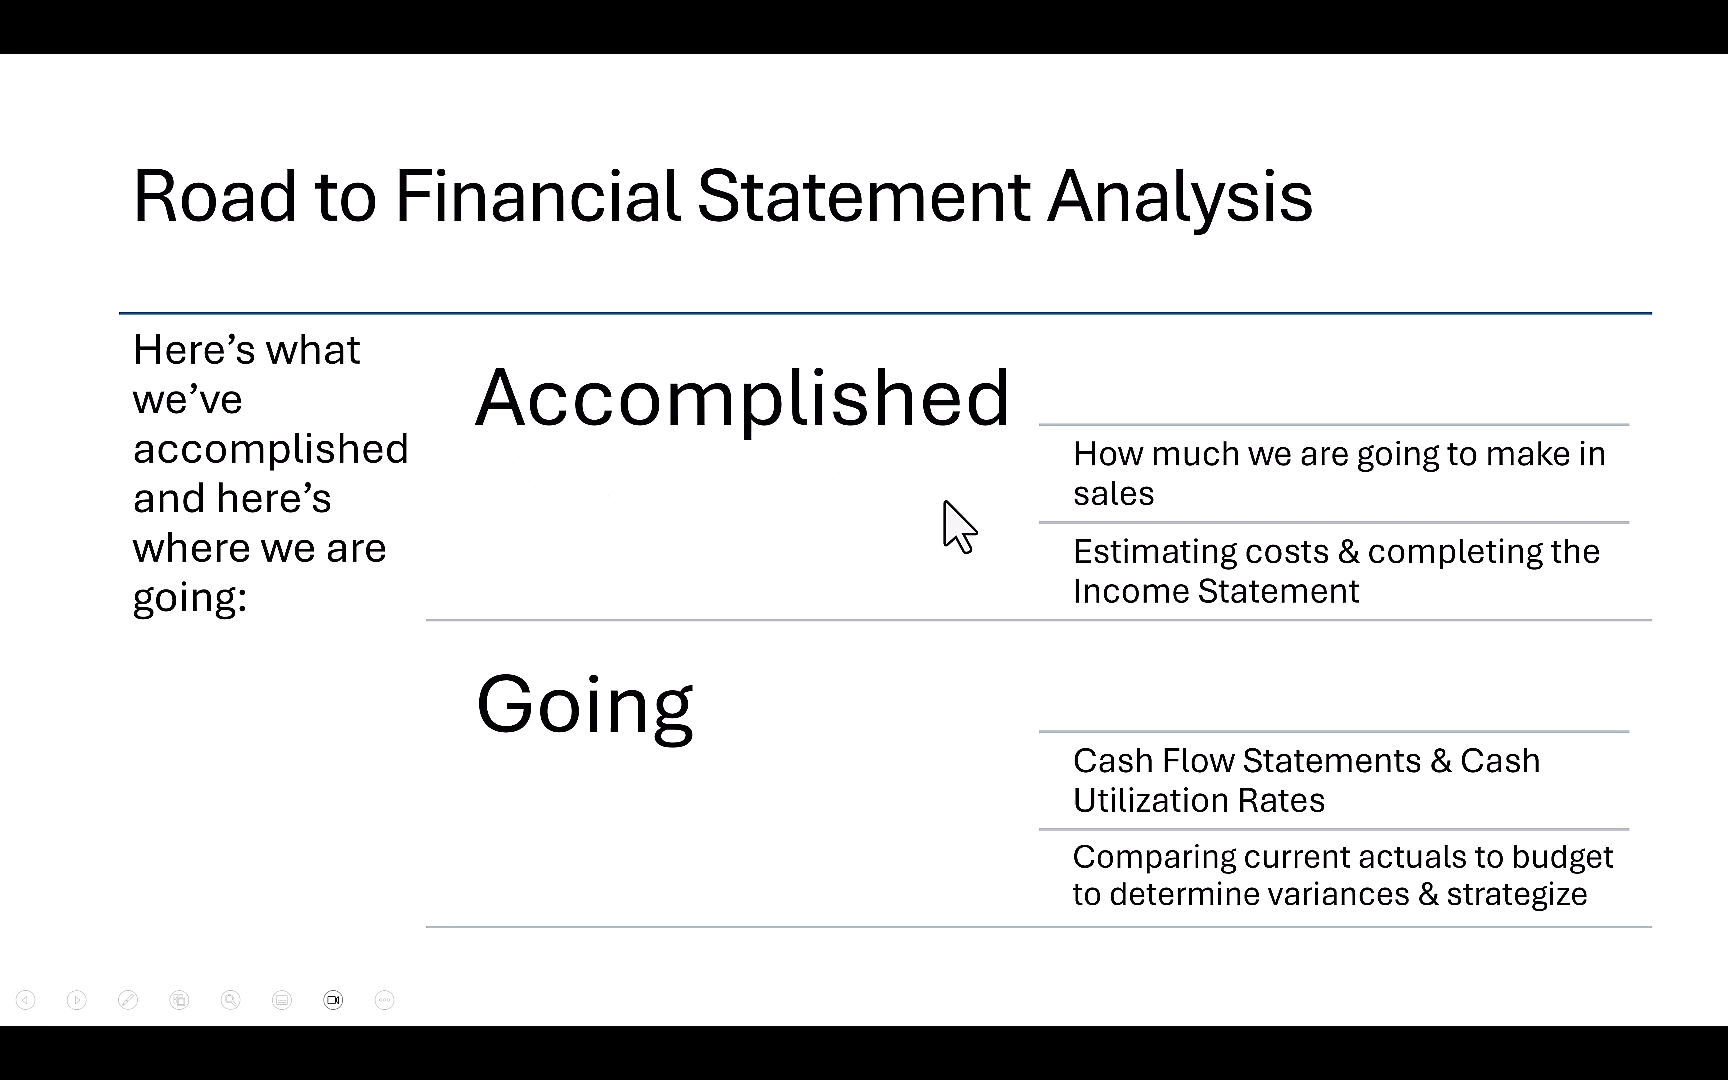 Road to Financial Statement Analysis
Here’s what
we’ve
accomplished
and here’s
where we are
going:
Accomplished
How much we are going to make in
sales
Estimating costs & completing the
Income Statement
Going
Cash Flow Statements & Cash
Utilization Rates
Comparing current actuals to budget
to determine variances & strategize